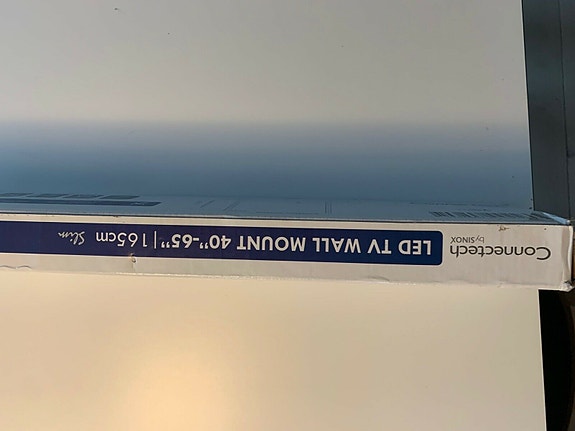 Connectech
by SINOX
LED TV WALL MOUNT 40"-65" | 165cm Slim